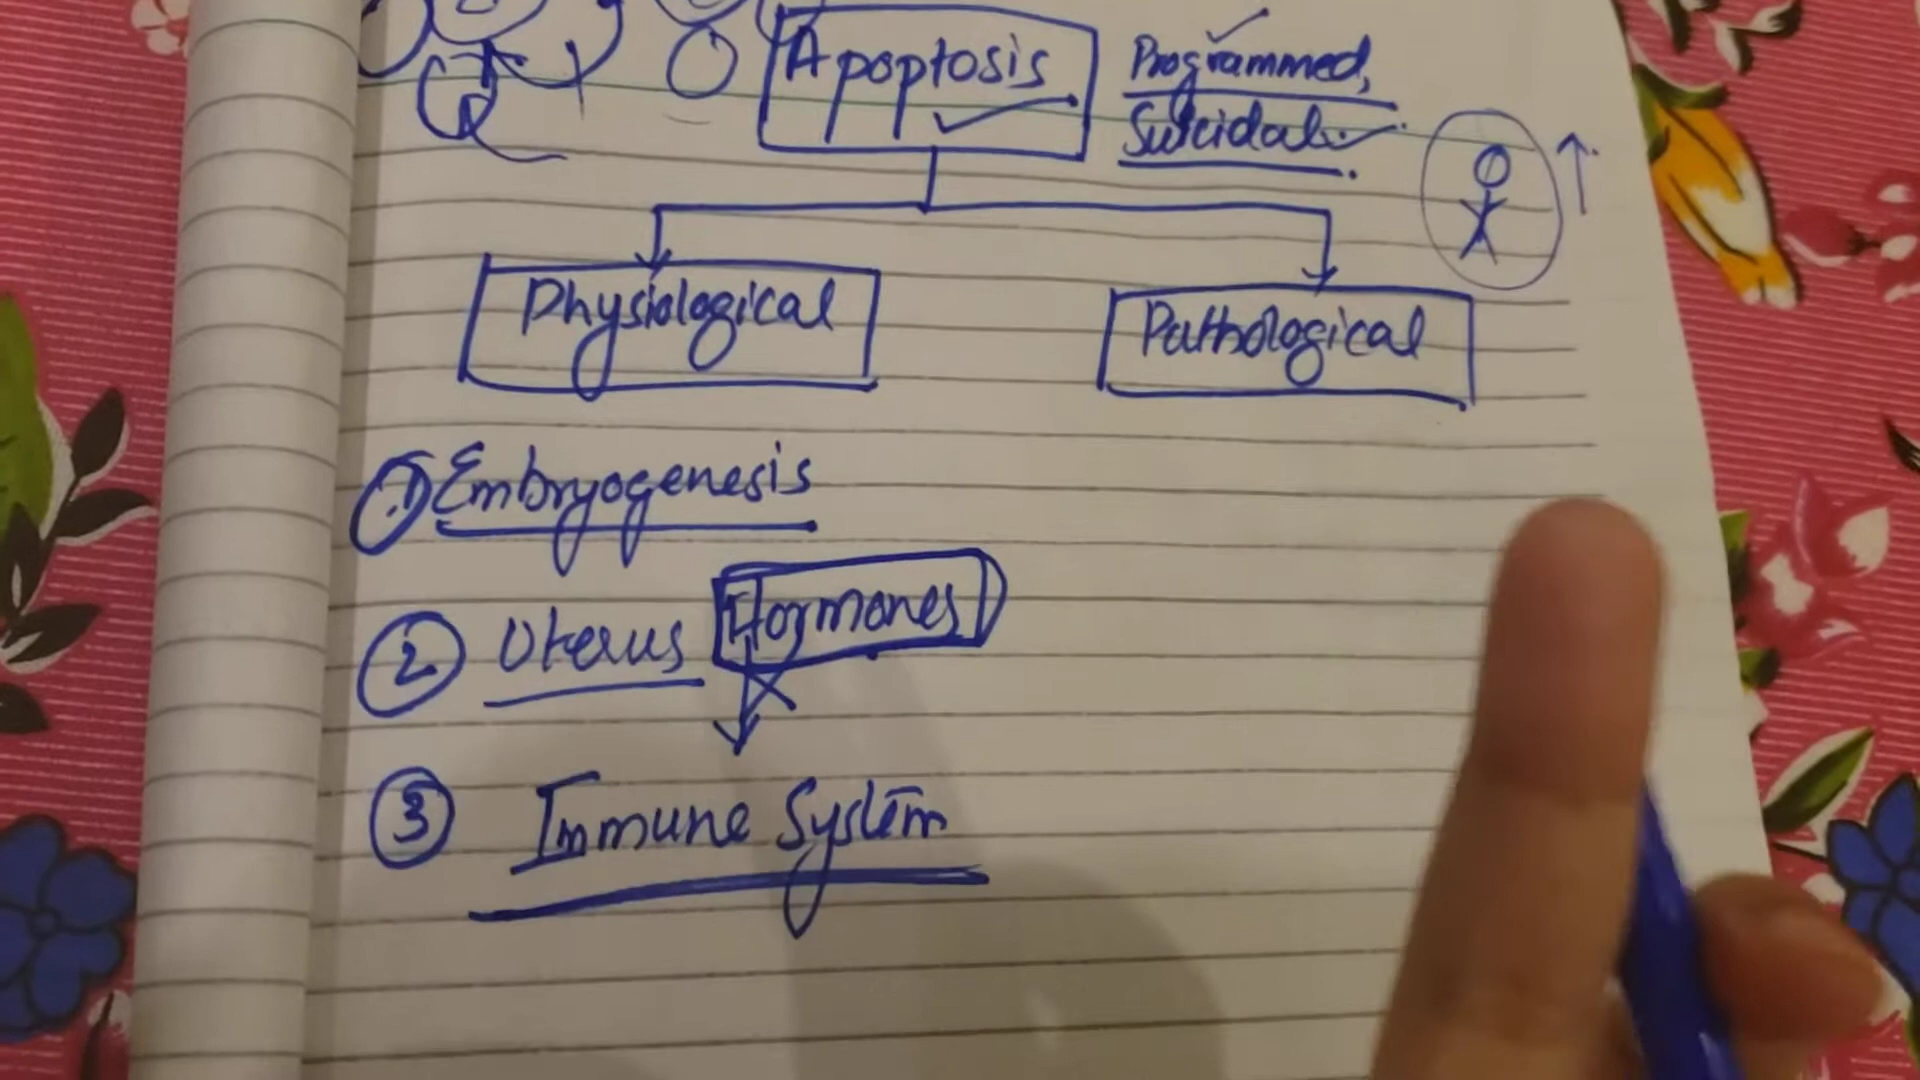 Apoptosis Programmed,
Suicidal
Physiological Pathological
1 Embryogenesis
2 Uterus Hormones
3 Immune System